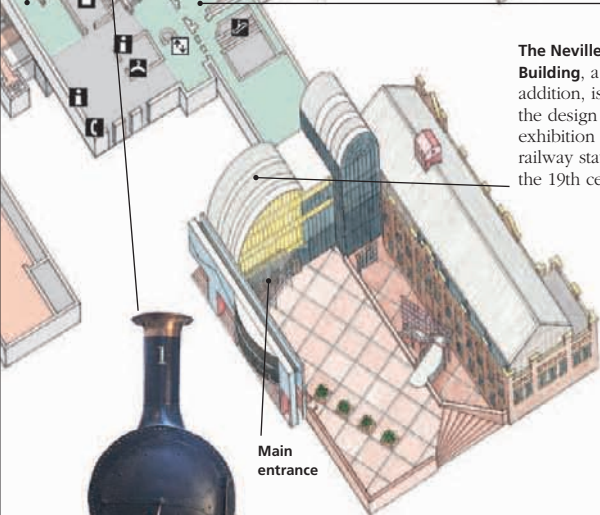 The Neville
Building, a
addition, is
the design
exhibition
railway sta
the 19th ce
1
Main
entrance